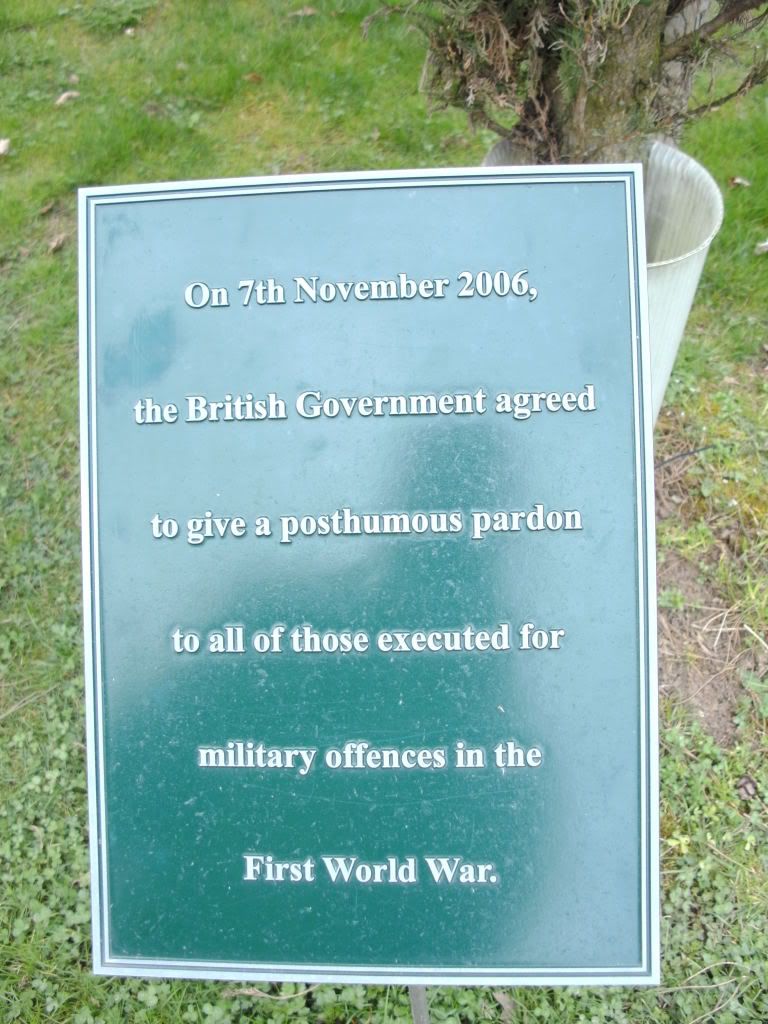 On 7th November 2006,
the British Government agreed
to give a posthumous pardon
to all of those executed for
military offences in the
First World War.